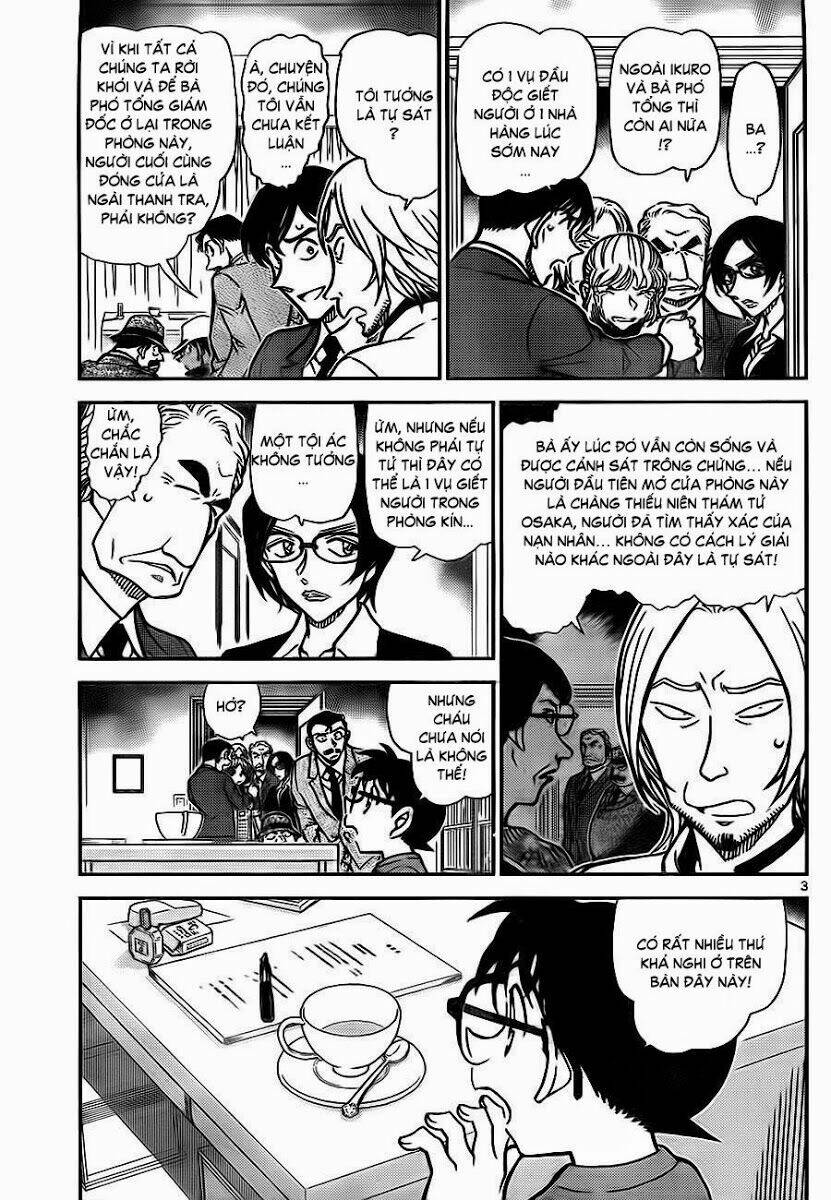 BA
...?
NGOÀI IKURO
VÀ BÀ PHÓ
TỔNG THÌ
CÒN AI NỮA
!?
CÓ 1 VỤ ĐẦU
ĐỘC GIẾT
NGƯỜI Ở 1 NHÀ
HÀNG LÚC
SỚM NAY
...
TÔI TƯỞNG
LÀ TỰ SÁT
?
À, CHUYỆN
ĐÓ, CHÚNG
TÔI VẪN
CHƯA KẾT
LUẬN
...
VÌ KHI TẤT CẢ
CHÚNG TA RỜI
KHỎI VÀ ĐỂ BÀ
PHÓ TỔNG GIÁM
ĐỐC Ở LẠI TRONG
PHÒNG NÀY,
NGƯỜI CUỐI CÙNG
ĐÓNG CỬA LÀ
NGÀI THANH TRA,
PHẢI KHÔNG?
BÀ ẤY LÚC ĐÓ VẪN CÒN SỐNG VÀ
ĐƯỢC CẢNH SÁT TRÔNG CHỪNG... NẾU
NGƯỜI ĐẦU TIÊN MỞ CỬA PHÒNG NÀY
LÀ CHÀNG THIẾU NIÊN THÁM TỬ
OSAKA, NGƯỜI ĐÃ TÌM THẤY XÁC CỦA
NẠN NHÂN... KHÔNG CÓ CÁCH LÝ GIẢI
NÀO KHÁC NGOÀI ĐÂY LÀ TỰ SÁT!
ỪM, NHƯNG NẾU
KHÔNG PHẢI TỰ
TỬ THÌ ĐÂY CÓ
THỂ LÀ 1 VỤ GIẾT
NGƯỜI TRONG
PHÒNG KÍN...
MỘT TỘI ÁC
KHÔNG TƯỞNG
...
ỪM,
CHẮC
CHẮN LÀ
VẬY!
NHƯNG
CHÁU
CHƯA NÓI
LÀ KHÔNG
THỂ!
HỞ?
3
CÓ RẤT NHIỀU THỨ
KHẢ NGHI Ở TRÊN
BÀN ĐÂY NÀY!